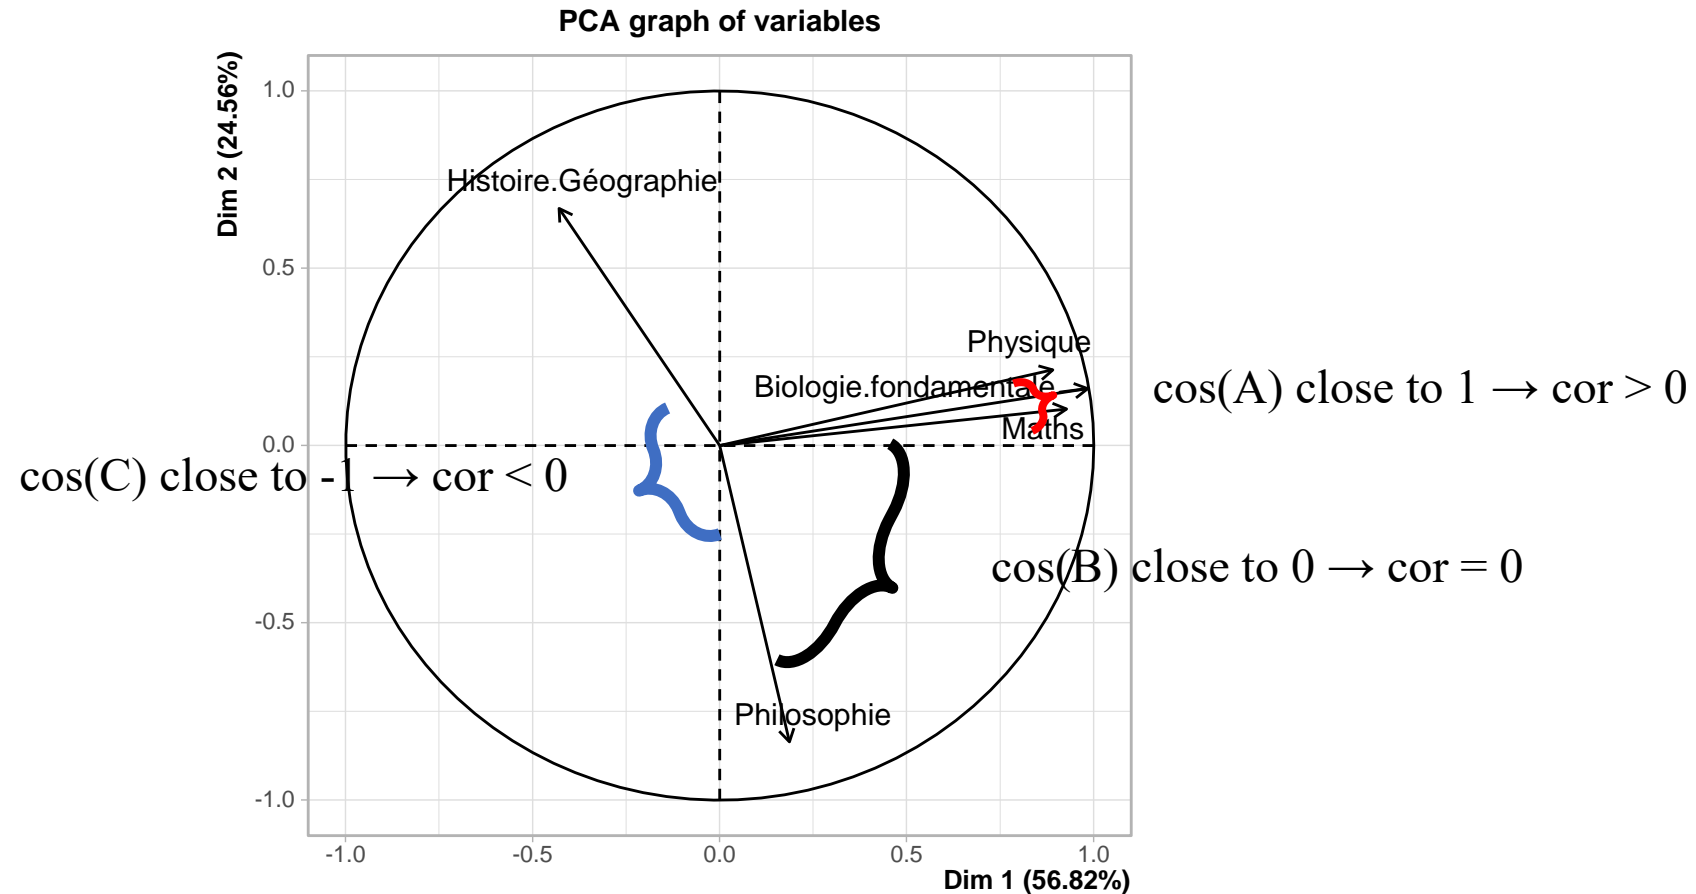 PCA graph of variables
Dim 2 (24.56%)
1.0
Histoire.Géographie
0.5
Physique
Biologie.fondamentale
cos(A) close to 1 → cor > 0
Maths
0.0
cos(C) close to -1 → cor < 0
cos(B) close to 0 → cor = 0
-0.5
Philosophie
-1.0
-1.0 -0.5 0.0 0.5 1.0
Dim 1 (56.82%)